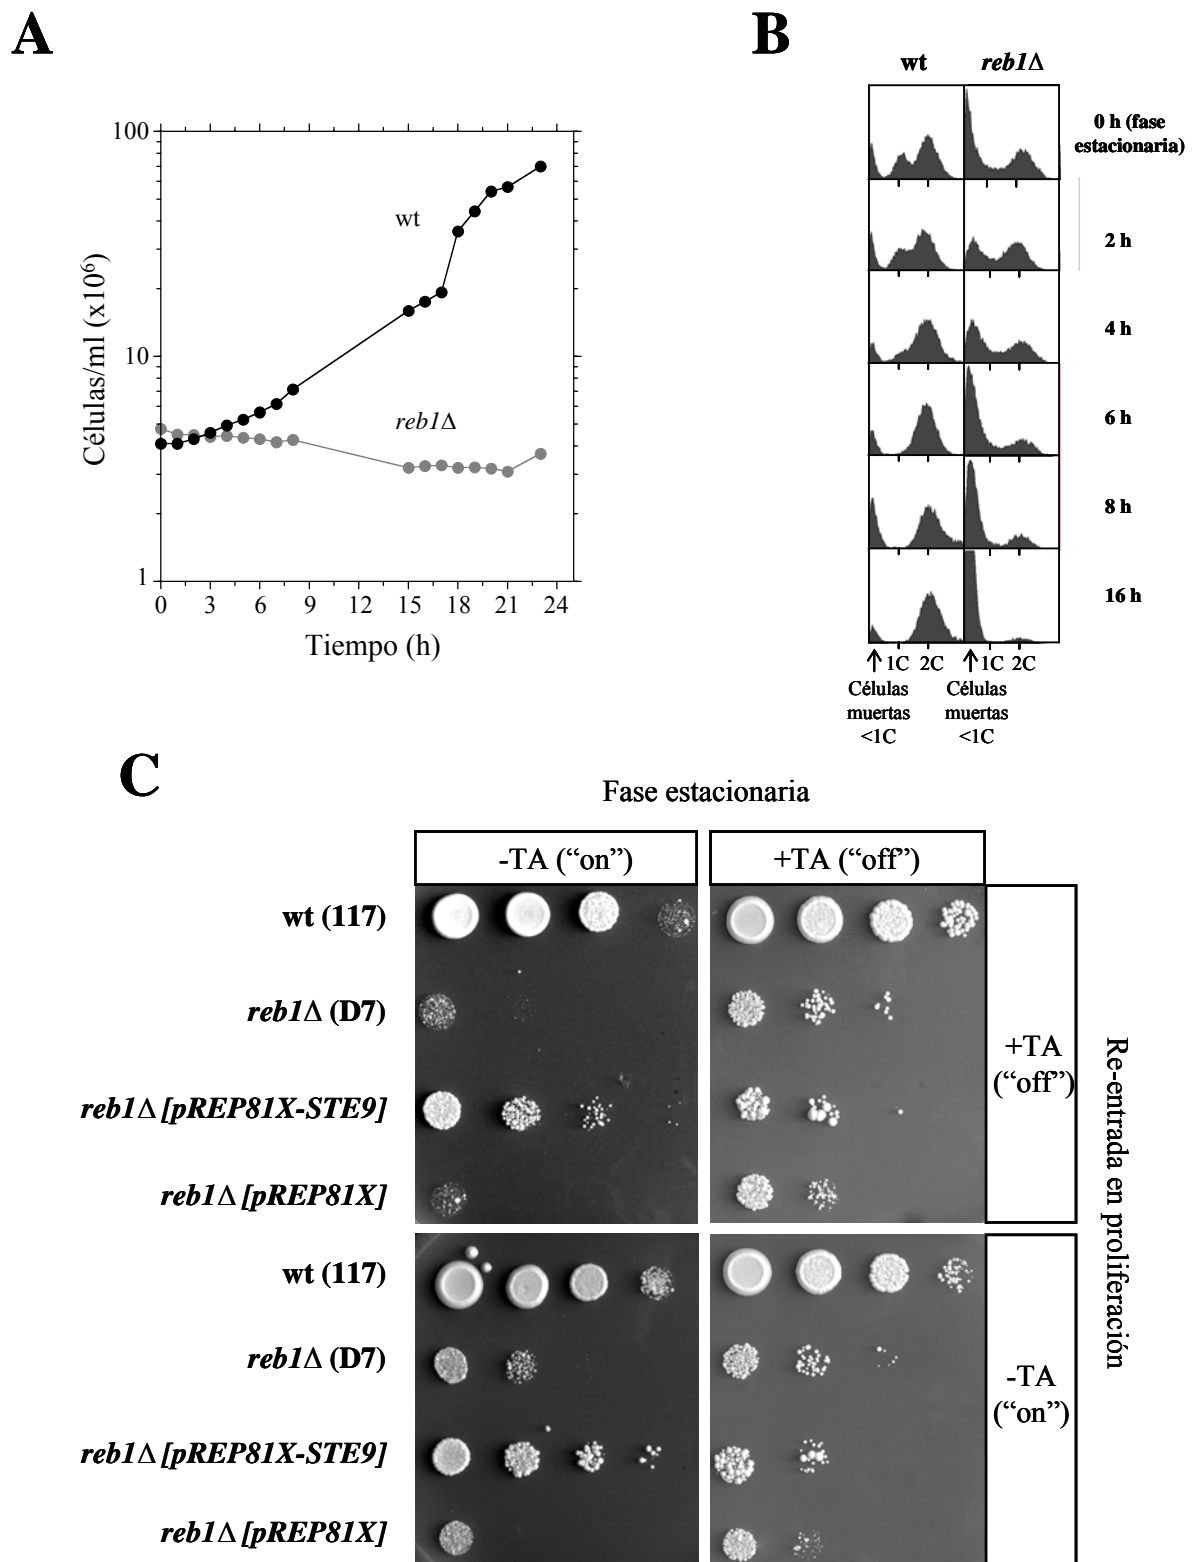 A
B
wt
reb1Δ
0 h (fase
estacionaria)
2 h
4 h
6 h
8 h
16 h
1C
2C
1C
2C
Células
muertas
<1C
Células
muertas
<1C
Células/ml (x10⁶)
100
10
1
wt
reb1Δ
0
3
6
9
12
15
18
21
24
Tiempo (h)
C
Fase estacionaria
-TA (“on”)
+TA (“off”)
wt (117)
reb1Δ (D7)
reb1Δ [pREP81X-STE9]
reb1Δ [pREP81X]
+TA
(“off”)
wt (117)
reb1Δ (D7)
reb1Δ [pREP81X-STE9]
reb1Δ [pREP81X]
-TA
(“on”)
Re-entrada en proliferación